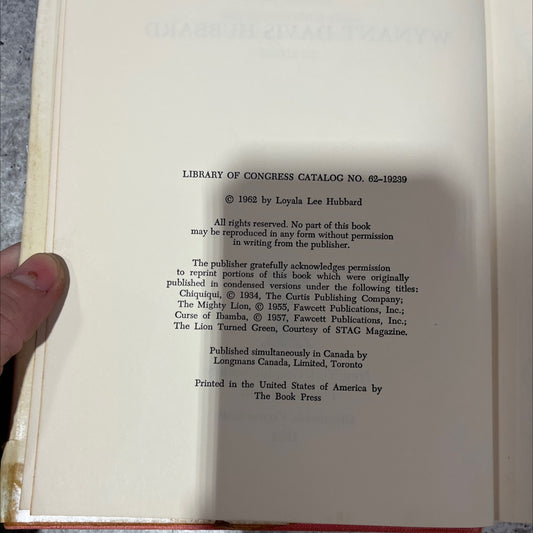 WYNANT DAVIS HUBBARD
LIBRARY OF CONGRESS CATALOG NO. 62-19239
© 1962 by Loyala Lee Hubbard
All rights reserved. No part of this book
may be reproduced in any form without permission
in writing from the publisher.
The publisher gratefully acknowledges permission
to reprint portions of this book which were originally
published in condensed versions under the following titles:
Chiquiqui, © 1934, The Curtis Publishing Company;
The Mighty Lion, © 1955, Fawcett Publications, Inc.;
Curse of Ibamba, © 1957, Fawcett Publications, Inc.;
The Lion Turned Green, Courtesy of STAG Magazine.
Published simultaneously in Canada by
Longmans Canada, Limited, Toronto
Printed in the United States of America by
The Book Press